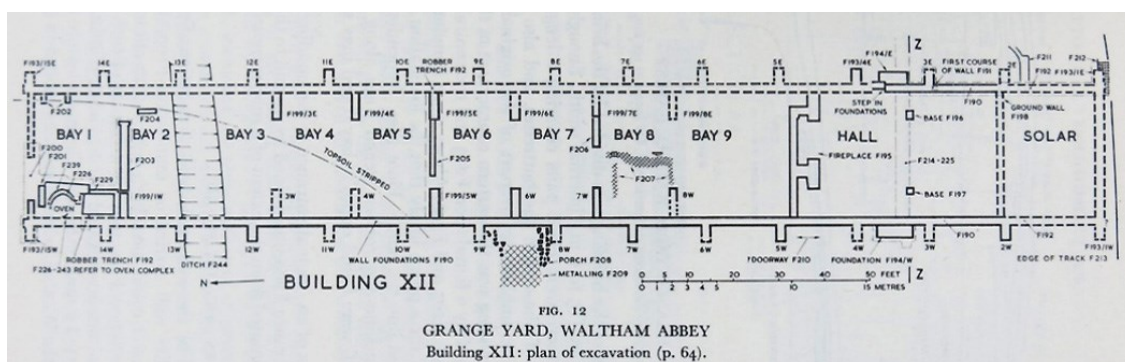 Z
F194/E
F211
F212
F193/15E 14E 13E 12E 11E 10E ROBBER TRENCH F192 9E 8E 7E 6E 5E F193/4E 3E FIRST COURSE OF WALL F191 2E F192 F193/1E
F202 F204 F199/3E F199/4E F199/5E F199/6E F199/7E F199/8E STEP IN FOUNDATIONS F190 GROUND WALL F198
BAY 1 BAY 2 BAY 3 BAY 4 BAY 5 BAY 6 BAY 7 BAY 8 BAY 9 HALL BASE F196 SOLAR
F200
F201
F239
F226
F229
F203
TOPSOIL STRIPPED
F205
F206
F207
FIREPLACE F195
F214-225
OVEN F199/1W 3W 4W F199/5W 6W 7W 8W BASE F197
F193/15W 14W 13W 12W 11W 10W 9W 8W 7W 6W 5W 4W 3W 2W F193/1W
ROBBER TRENCH F192
F226-243 REFER TO OVEN COMPLEX
DITCH F244
WALL FOUNDATIONS F190
PORCH F208
METALLING F209
?DOORWAY F210
FOUNDATION F194/W
F190
F192
EDGE OF TRACK F213
N
BUILDING XII
0 10 20 30 40 50 FEET
0 1 2 3 4 5 10 15 METRES
Z
FIG. 12
GRANGE YARD, WALTHAM ABBEY
Building XII: plan of excavation (p. 64).